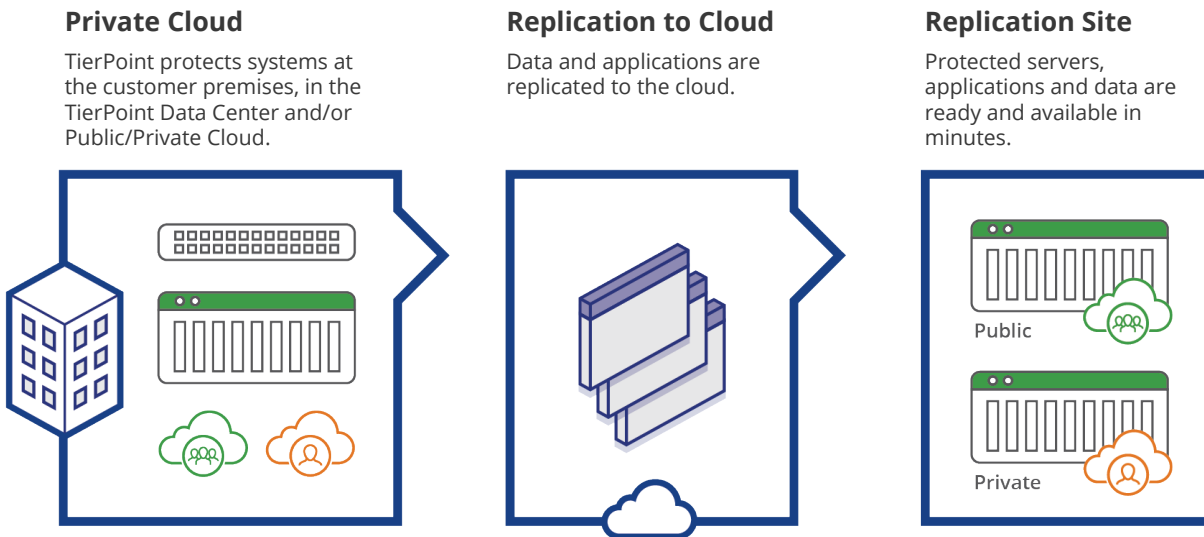 Private Cloud
TierPoint protects systems at
the customer premises, in the
TierPoint Data Center and/or
Public/Private Cloud.
Replication to Cloud
Data and applications are
replicated to the cloud.
Replication Site
Protected servers,
applications and data are
ready and available in
minutes.
Public
Private